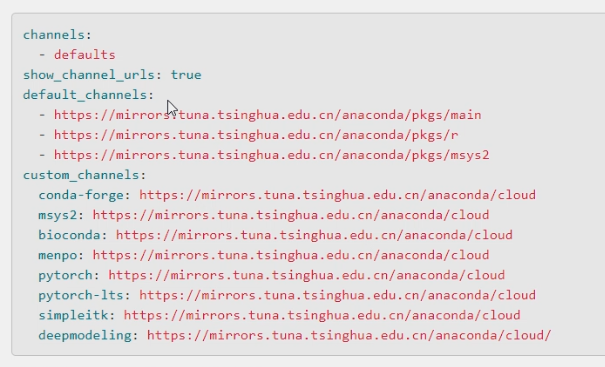 channels:
  - defaults
show_channel_urls: true
default_channels:
  - https://mirrors.tuna.tsinghua.edu.cn/anaconda/pkgs/main
  - https://mirrors.tuna.tsinghua.edu.cn/anaconda/pkgs/r
  - https://mirrors.tuna.tsinghua.edu.cn/anaconda/pkgs/msys2
custom_channels:
  conda-forge: https://mirrors.tuna.tsinghua.edu.cn/anaconda/cloud
  msys2: https://mirrors.tuna.tsinghua.edu.cn/anaconda/cloud
  bioconda: https://mirrors.tuna.tsinghua.edu.cn/anaconda/cloud
  menpo: https://mirrors.tuna.tsinghua.edu.cn/anaconda/cloud
  pytorch: https://mirrors.tuna.tsinghua.edu.cn/anaconda/cloud
  pytorch-lts: https://mirrors.tuna.tsinghua.edu.cn/anaconda/cloud
  simpleitk: https://mirrors.tuna.tsinghua.edu.cn/anaconda/cloud
  deepmodeling: https://mirrors.tuna.tsinghua.edu.cn/anaconda/cloud/